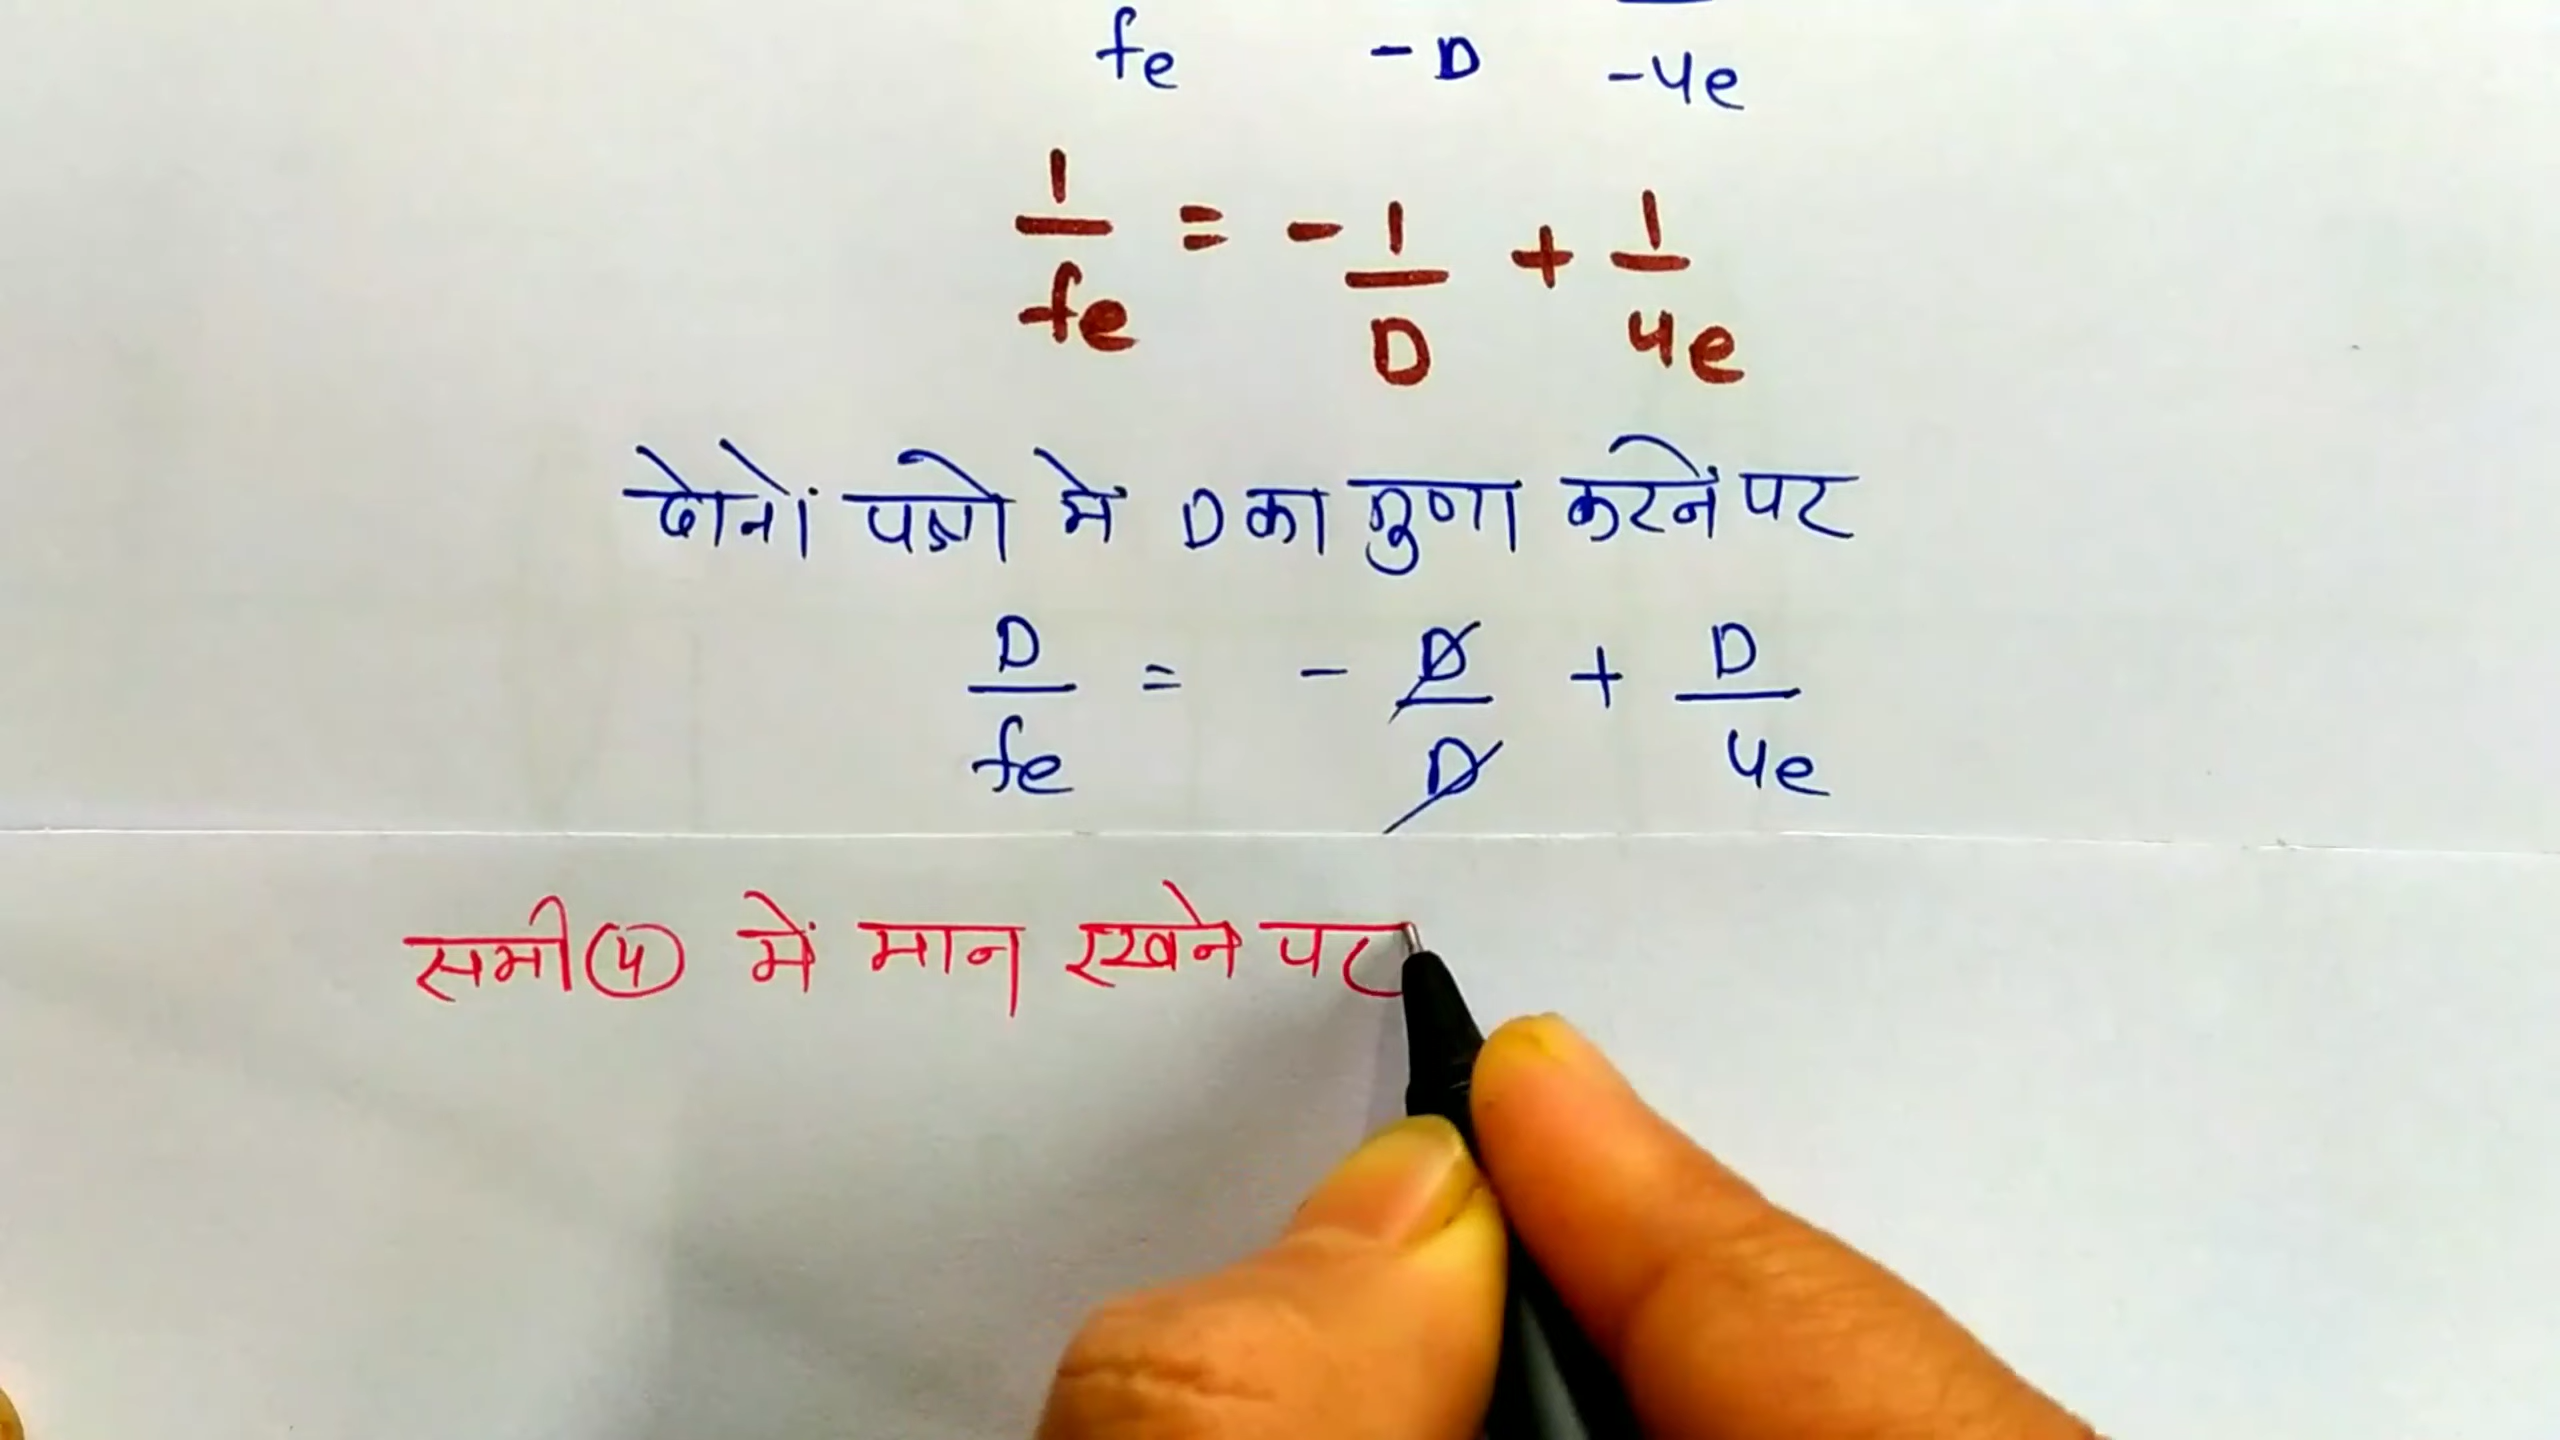 fe -D -ue
1/fe = - 1/D + 1/ue
दोनों पक्षो मे D का गुणा करने पर
D/fe = - D/D + D/ue
समी (4) में मान रखने पर